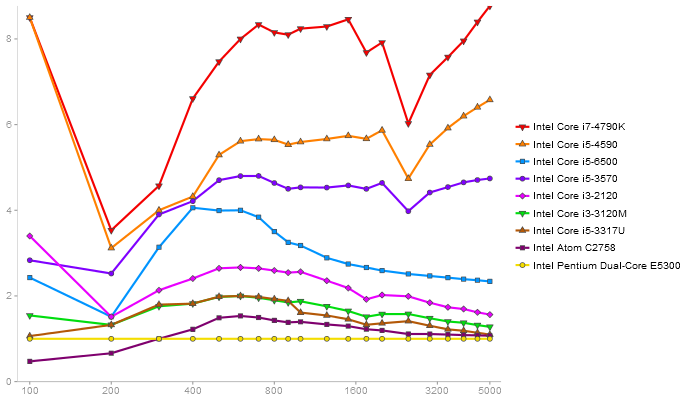 8
6
4
2
0
100 200 400 800 1600 3200 5000
Intel Core i7-4790K
Intel Core i5-4590
Intel Core i5-6500
Intel Core i5-3570
Intel Core i3-2120
Intel Core i3-3120M
Intel Core i5-3317U
Intel Atom C2758
Intel Pentium Dual-Core E5300